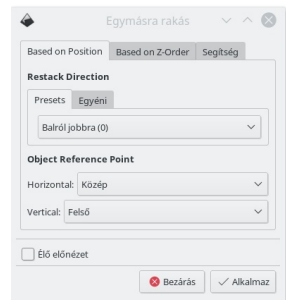 Egymásra rakás
Based on Position Based on Z-Order Segítség
Restack Direction
Presets Egyéni
Balról jobbra (0)
Object Reference Point
Horizontal: Közép
Vertical: Felső
Élő előnézet
Bezárás Alkalmaz